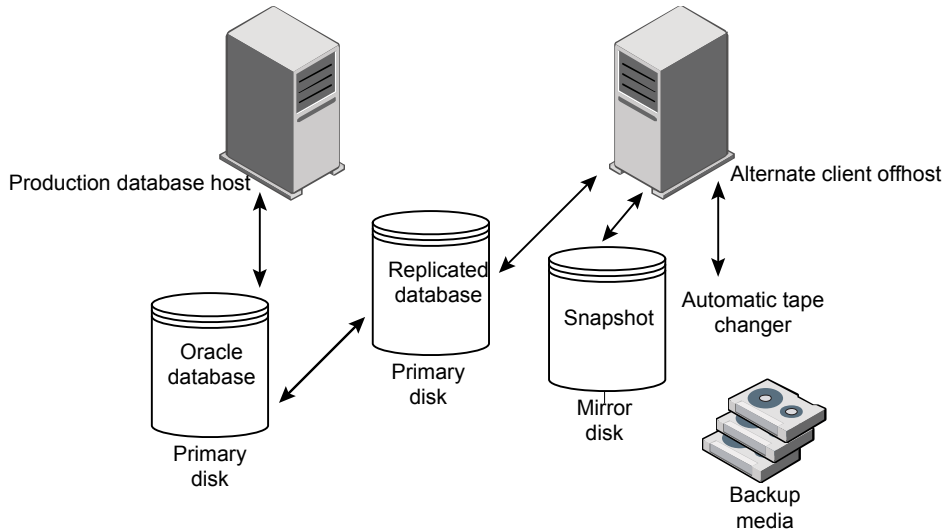 Production database host
Alternate client offhost
Replicated
database
Snapshot
Automatic tape
changer
Oracle
database
Primary
disk
Mirror
disk
Primary
disk
Backup
media